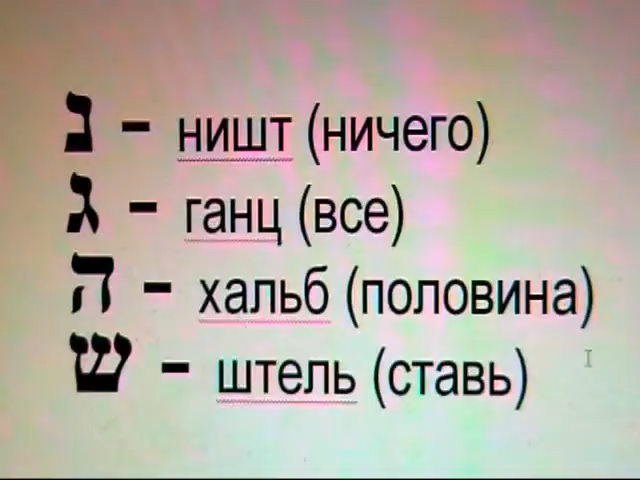 נ - ништ (ничего)
ג - ганц (все)
ה - хальб (половина)
ש - штель (ставь)